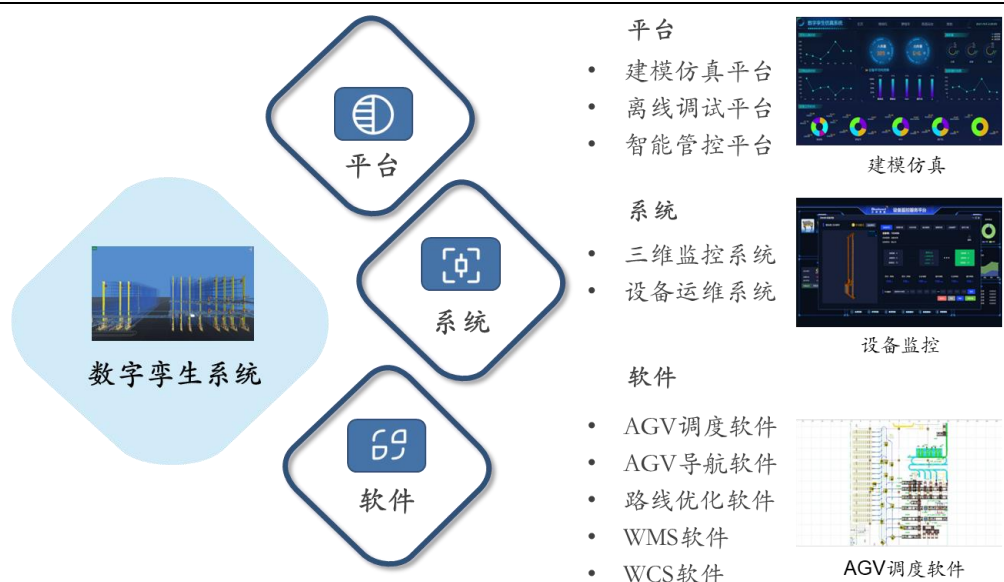 数字孪生系统
平台
系统
软件
平台
• 建模仿真平台
• 离线调试平台
• 智能管控平台
建模仿真
系统
• 三维监控系统
• 设备运维系统
设备监控
软件
• AGV调度软件
• AGV导航软件
• 路线优化软件
• WMS软件
• WCS软件
AGV调度软件